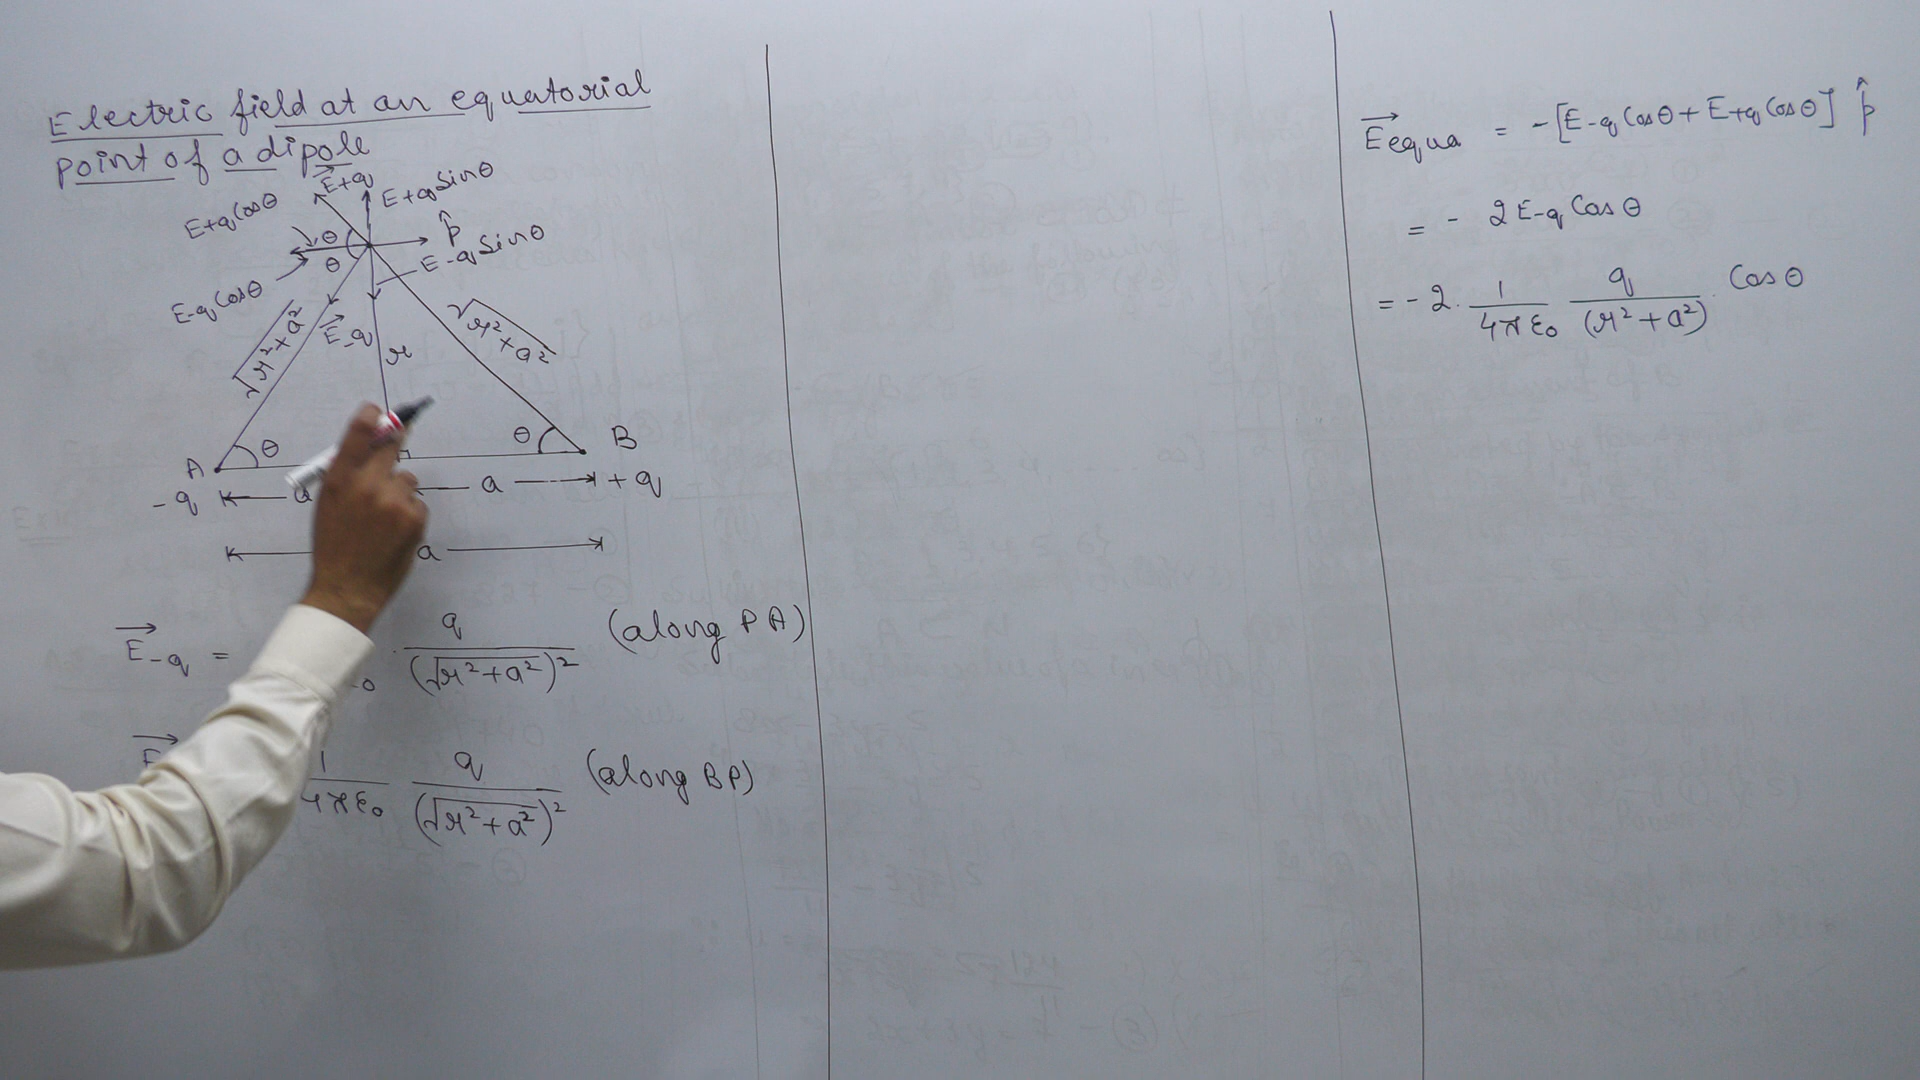 Electric field at an equatorial
point of a dipole
E+q
E+q Sinθ
E+q Cosθ
θ
p̂
E-q Sinθ
θ
E-q Cosθ
√r²+a²
E-q
r
√r²+a²
A
θ
θ
B
-q
a
a
+q
a
E-q =
q/(√r²+a²)² (along PA)
1/4πε₀ q/(√r²+a²)² (along BP)
Eequa = -[E-q Cosθ + E+q Cosθ] p̂
= - 2E-q Cosθ
= -2. 1/4πε₀ q/(r²+a²) . Cosθ